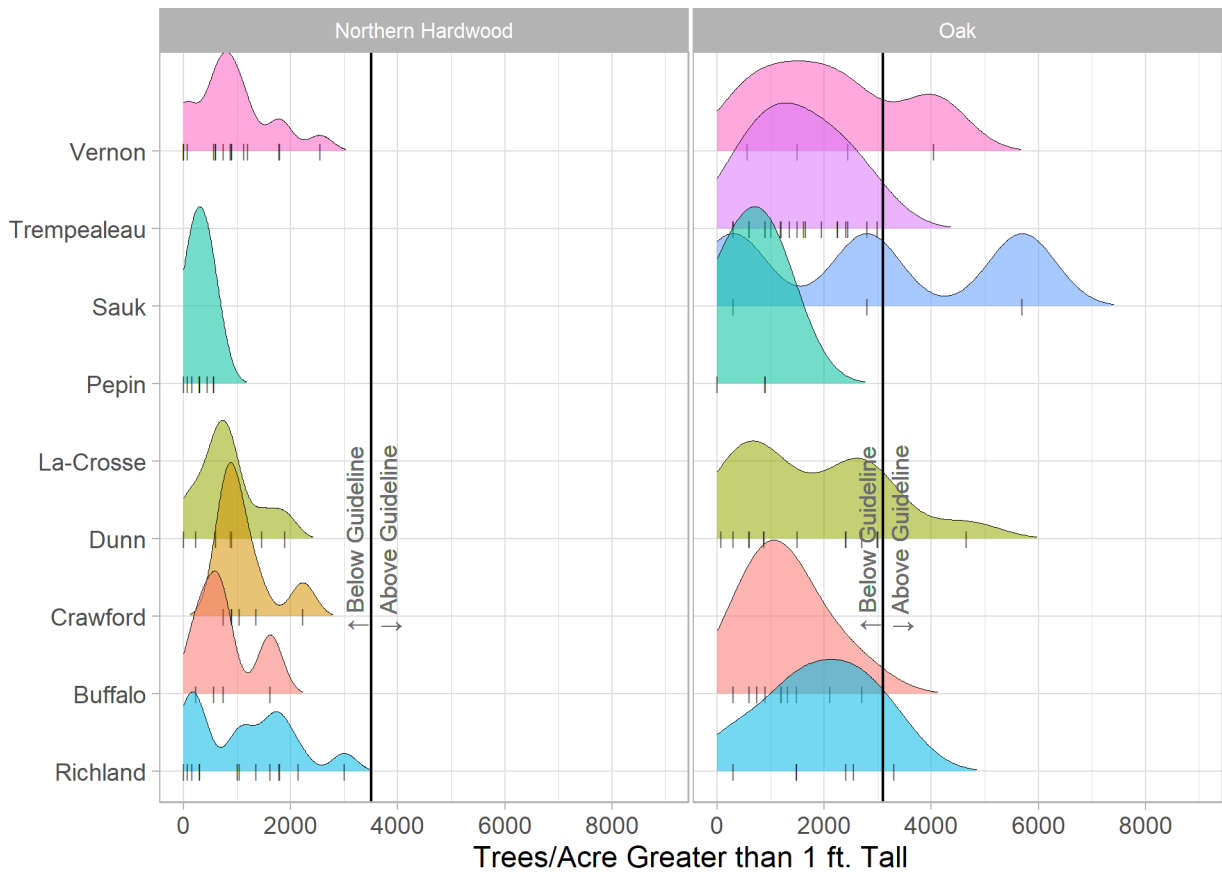 Northern Hardwood
Oak
Vernon
Trempealeau
Sauk
Pepin
La-Crosse
Dunn
Crawford
Buffalo
Richland
← Below Guideline
→ Above Guideline
← Below Guideline
→ Above Guideline
0 2000 4000 6000 8000
0 2000 4000 6000 8000
Trees/Acre Greater than 1 ft. Tall